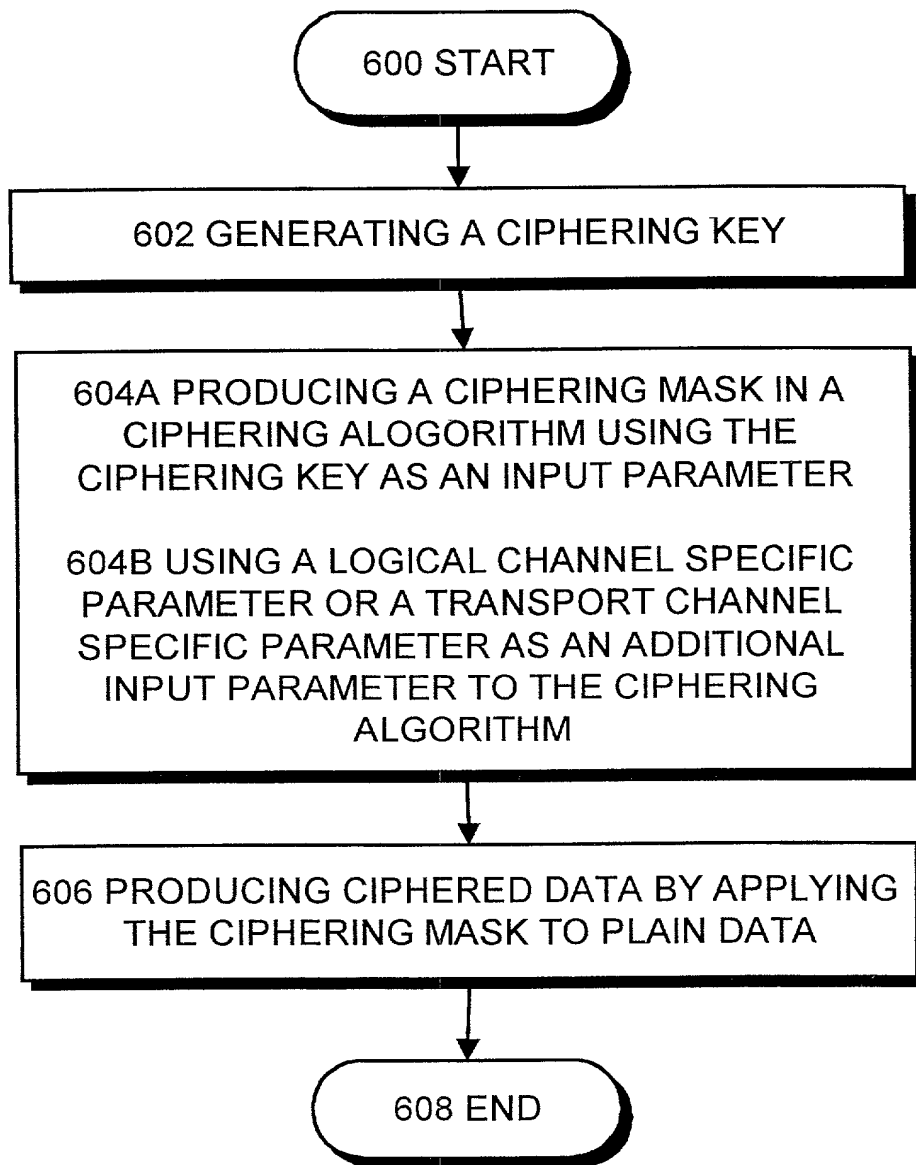 600 START
602 GENERATING A CIPHERING KEY
604A PRODUCING A CIPHERING MASK IN A
CIPHERING ALOGORITHM USING THE
CIPHERING KEY AS AN INPUT PARAMETER
604B USING A LOGICAL CHANNEL SPECIFIC
PARAMETER OR A TRANSPORT CHANNEL
SPECIFIC PARAMETER AS AN ADDITIONAL
INPUT PARAMETER TO THE CIPHERING
ALGORITHM
606 PRODUCING CIPHERED DATA BY APPLYING
THE CIPHERING MASK TO PLAIN DATA
608 END